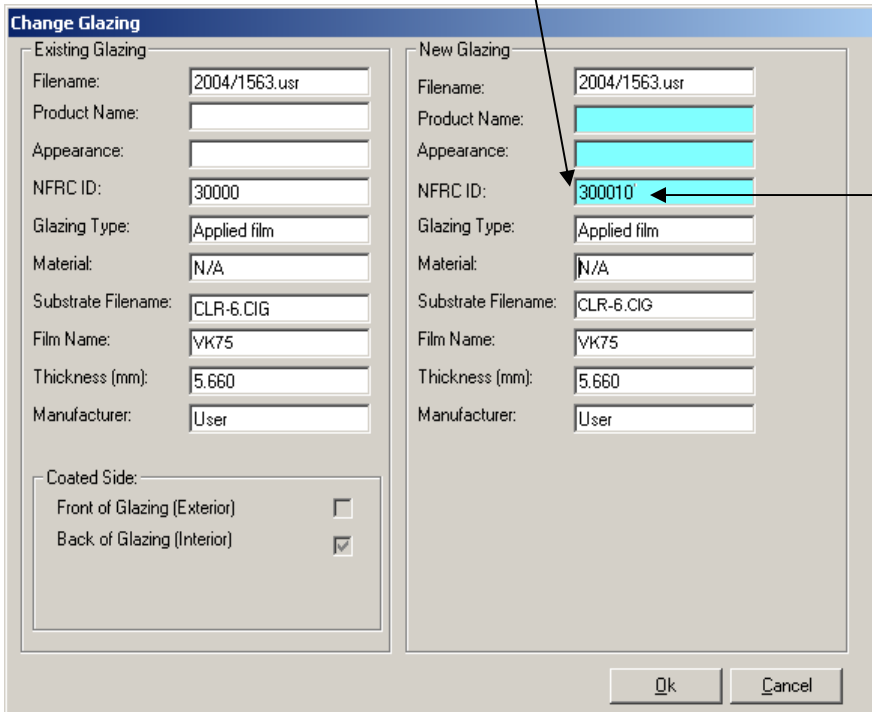 Change Glazing
Existing Glazing
Filename: 2004/1563.usr
Product Name:
Appearance:
NFRC ID: 30000
Glazing Type: Applied film
Material: N/A
Substrate Filename: CLR-6.CIG
Film Name: VK75
Thickness (mm): 5.660
Manufacturer: User
Coated Side:
Front of Glazing (Exterior)
Back of Glazing (Interior)
New Glazing
Filename: 2004/1563.usr
Product Name:
Appearance:
NFRC ID: 300010
Glazing Type: Applied film
Material: N/A
Substrate Filename: CLR-6.CIG
Film Name: VK75
Thickness (mm): 5.660
Manufacturer: User
Ok Cancel